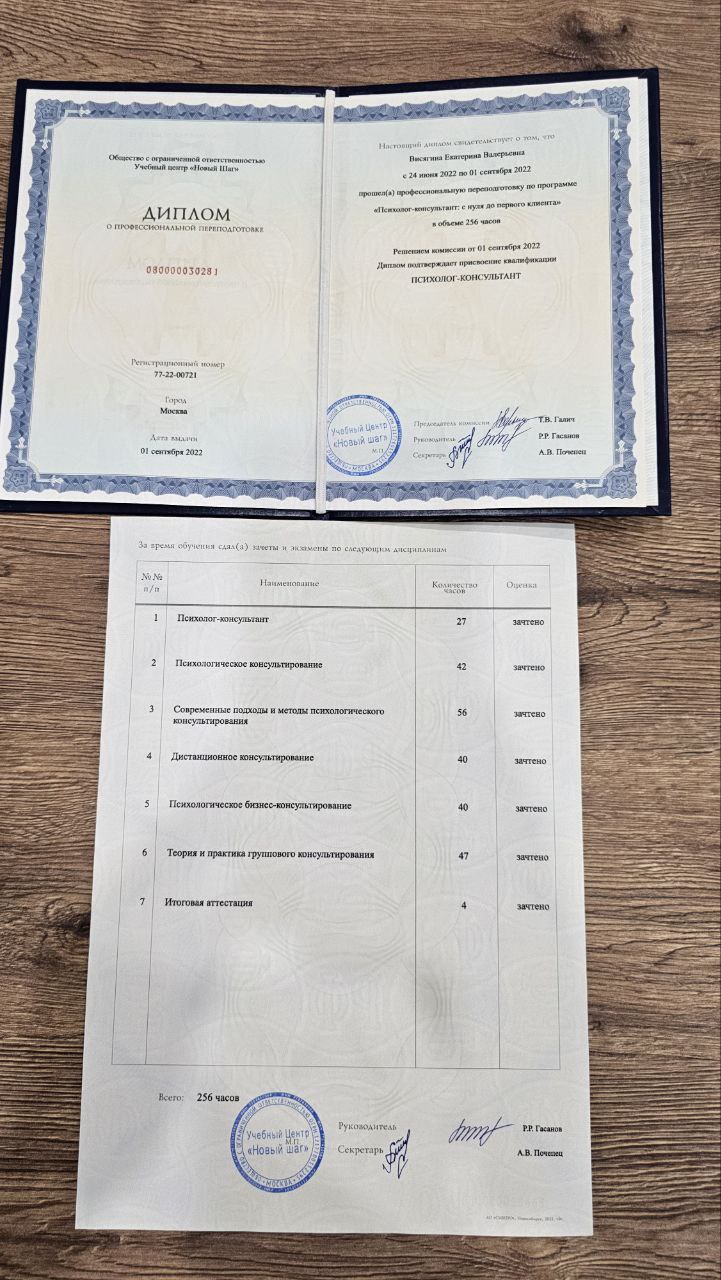 Общество с ограниченной ответственностью
Учебный центр «Новый Шаг»
ДИПЛОМ
О ПРОФЕССИОНАЛЬНОЙ ПЕРЕПОДГОТОВКЕ
080000030281
Регистрационный номер
77-22-00721
Город
Москва
Дата выдачи
01 сентября 2022
Настоящий диплом свидетельствует о том, что
Висягина Екатерина Валерьевна
с 24 июня 2022 по 01 сентября 2022
прошел(а) профессиональную переподготовку по программе
«Психолог-консультант: с нуля до первого клиента»
в объеме 256 часов
Решением комиссии от 01 сентября 2022
Диплом подтверждает присвоение квалификации
ПСИХОЛОГ-КОНСУЛЬТАНТ
Председатель комиссии Т.В. Галич
Руководитель Р.Р. Гасанов
Секретарь А.В. Почепец
Учебный Центр
«Новый шаг»
М.П.
МОСКВА
За время обучения сдал(а) зачеты и экзамены по следующим дисциплинам
№№ п/п Наименование Количество часов Оценка
1 Психолог-консультант 27 зачтено
2 Психологическое консультирование 42 зачтено
3 Современные подходы и методы психологического
консультирования 56 зачтено
4 Дистанционное консультирование 40 зачтено
5 Психологическое бизнес-консультирование 40 зачтено
6 Теория и практика группового консультирования 47 зачтено
7 Итоговая аттестация 4 зачтено
Всего: 256 часов
Учебный Центр
М.П.
«Новый шаг»
МОСКВА
Руководитель Р.Р. Гасанов
Секретарь А.В. Почепец